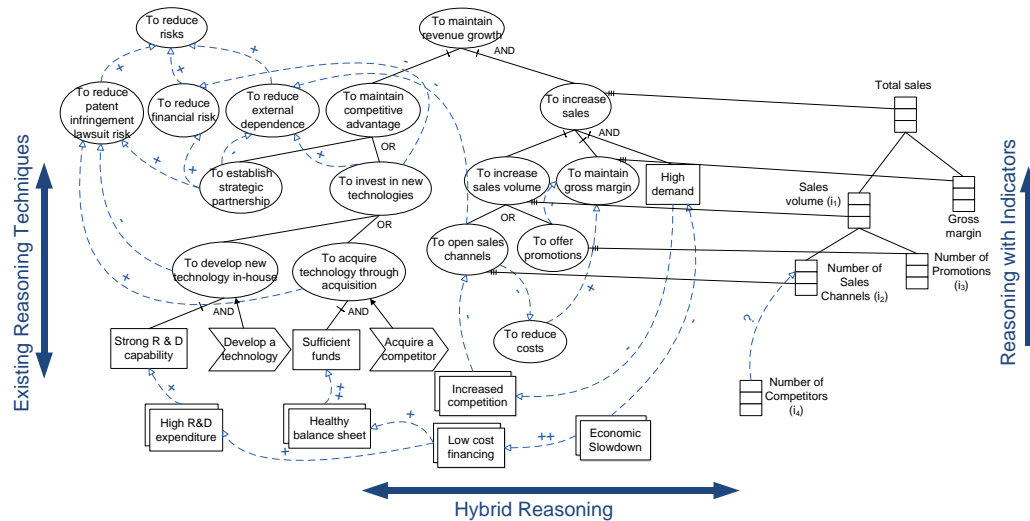 To reduce
risks
To maintain
revenue growth
AND
Total sales
To reduce
patent
infringement
lawsuit risk
To reduce
financial risk
To reduce
external
dependence
To maintain
competitive
advantage
To increase
sales
AND
OR
To establish
strategic
partnership
To invest in new
technologies
To increase
sales volume
To maintain
gross margin
High
demand
Sales
volume (i1)
Gross
margin
OR
OR
To develop new
technology in-house
To acquire
technology through
acquisition
To open sales
channels
To offer
promotions
Number of
Sales
Channels (i2)
Number of
Promotions
(i3)
AND
AND
Strong R & D
capability
Develop a
technology
Sufficient
funds
Acquire a
competitor
To reduce
costs
?
High R&D
expenditure
Healthy
balance sheet
Increased
competition
Low cost
financing
Economic
Slowdown
Number of
Competitors
(i4)
+
+
+
-
-
+
+
+
+
-
-
+
-
-
-
+
-
-
-
+
++
+
+
++
Existing Reasoning Techniques
Reasoning with Indicators
Hybrid Reasoning